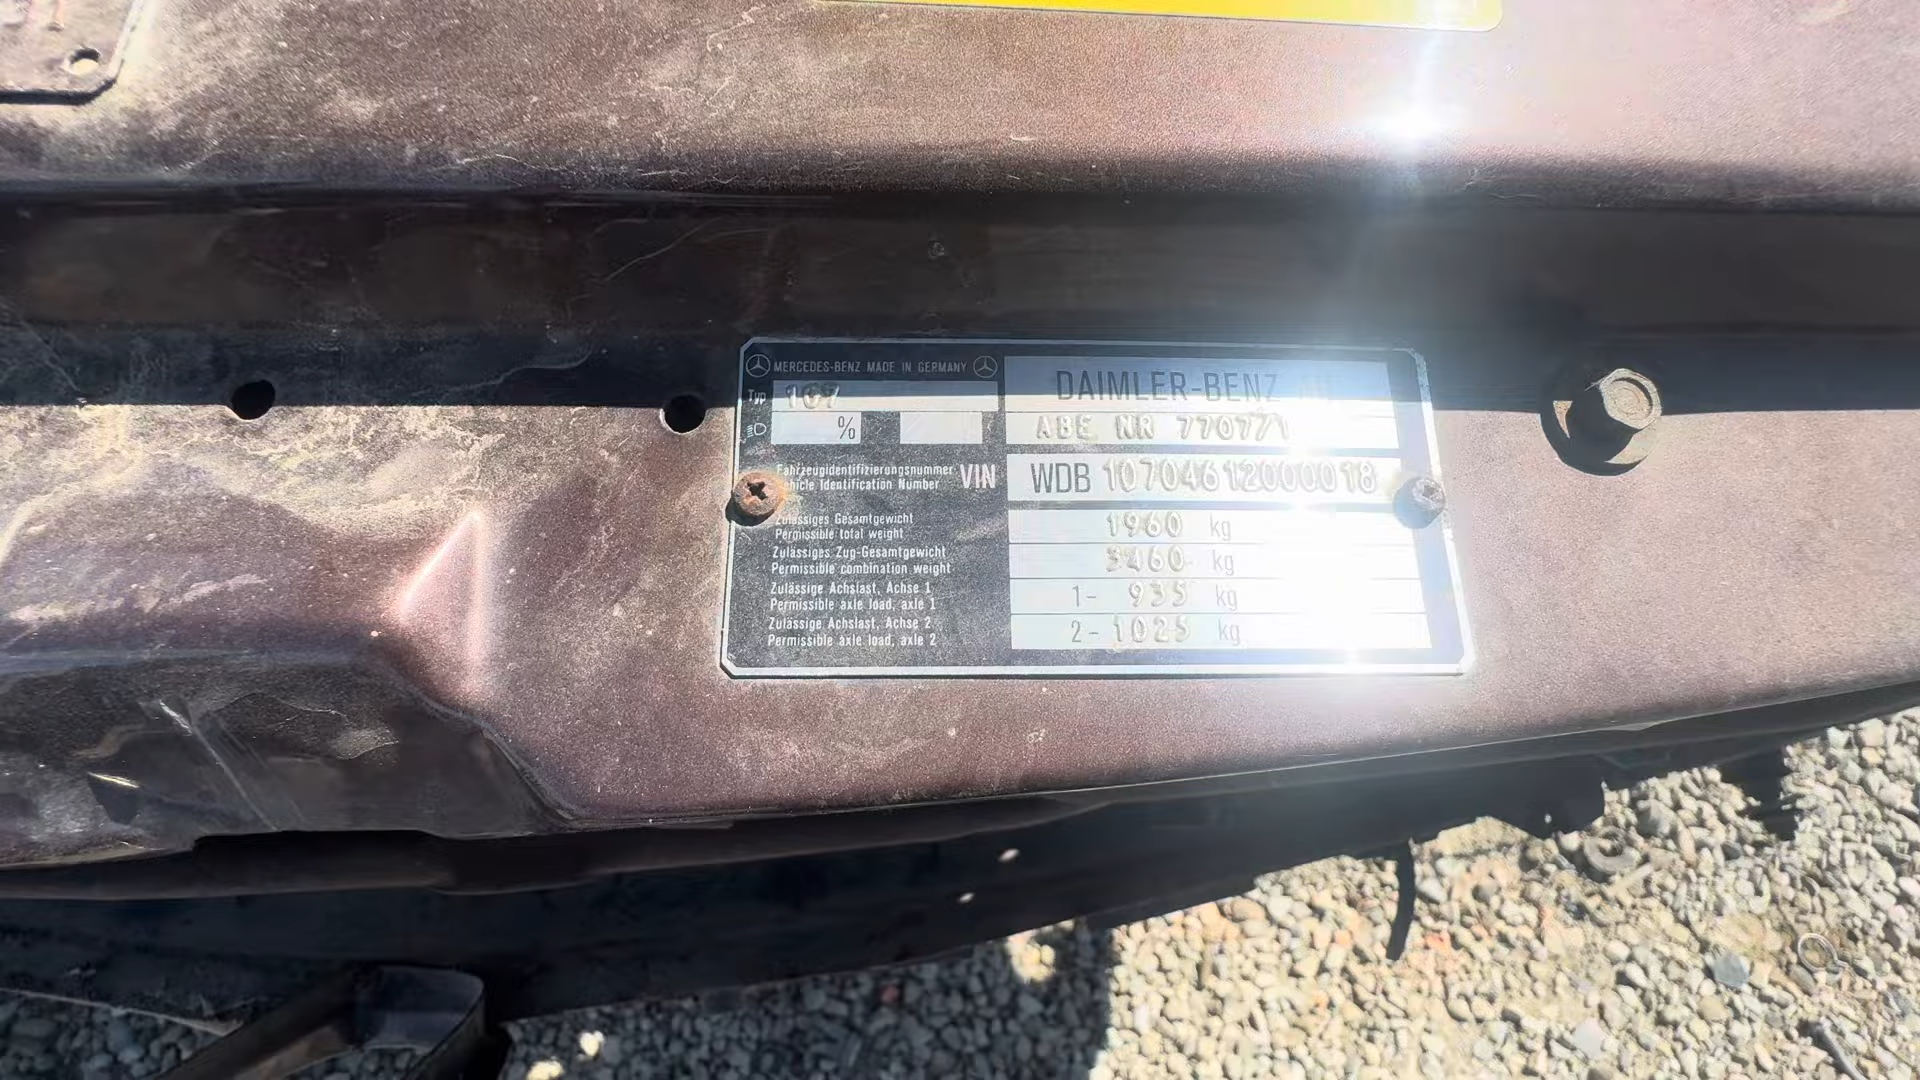 MERCEDES-BENZ MADE IN GERMANY
DAIMLER-BENZ
Typ 107
ABE NR 77077/1
%
Fahrzeugidentifizierungsnummer
Vehicle Identification Number
VIN WDB 10704612000018
Zulässiges Gesamtgewicht
Permissible total weight
1960 kg
Zulässiges Zug-Gesamtgewicht
Permissible combination weight
3460 kg
Zulässige Achslast, Achse 1
Permissible axle load, axle 1
1- 935 kg
Zulässige Achslast, Achse 2
Permissible axle load, axle 2
2- 1025 kg